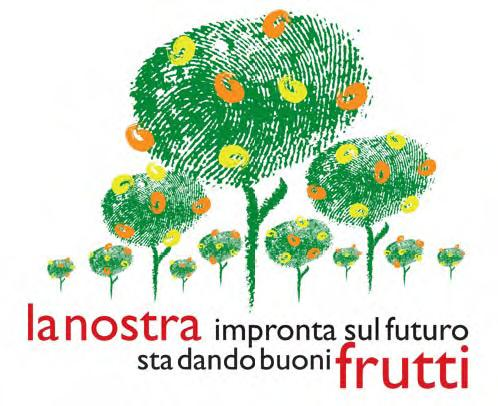 la nostra impronta sul futuro
sta dando buoni frutti